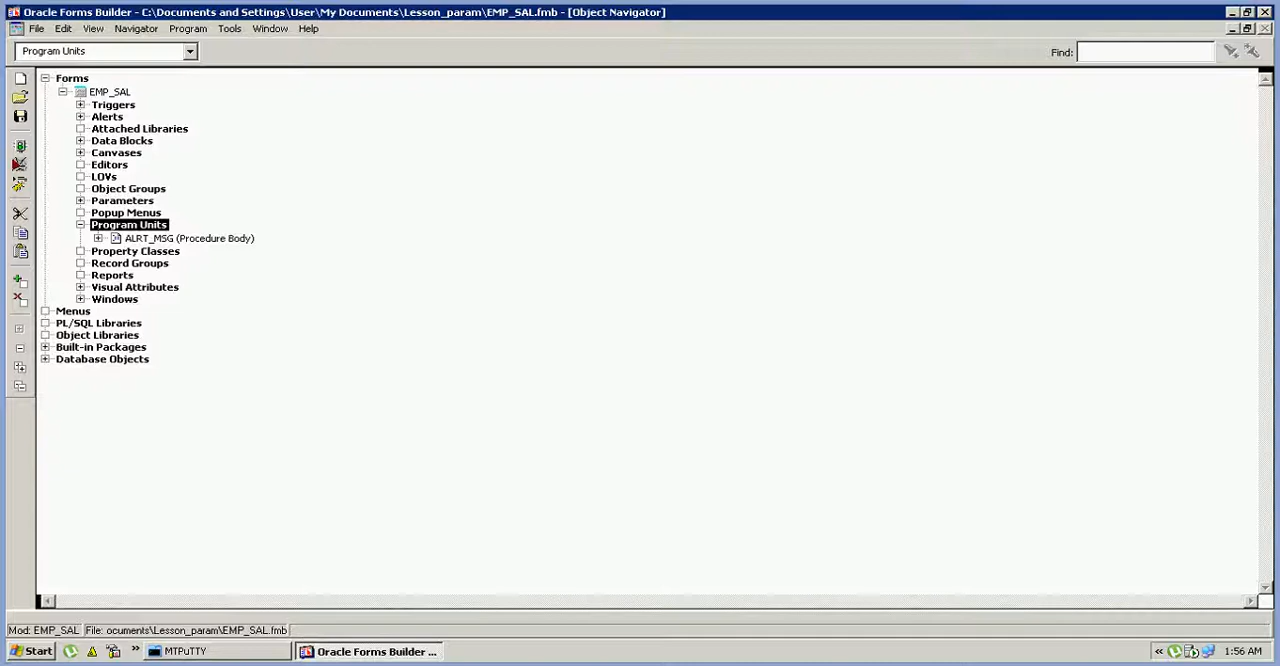 Oracle Forms Builder - C:\Documents and Settings\User\My Documents\Lesson_param\EMP_SAL.fmb - [Object Navigator]
File Edit View Navigator Program Tools Window Help
Program Units
Find:
Forms
EMP_SAL
Triggers
Alerts
Attached Libraries
Data Blocks
Canvases
Editors
LOVs
Object Groups
Parameters
Popup Menus
Program Units
ALRT_MSG (Procedure Body)
Property Classes
Record Groups
Reports
Visual Attributes
Windows
Menus
PL/SQL Libraries
Object Libraries
Built-in Packages
Database Objects
Mod: EMP_SAL File: ocuments\Lesson_param\EMP_SAL.fmb
Start » MTPuTTY Oracle Forms Builder ... « 1:56 AM